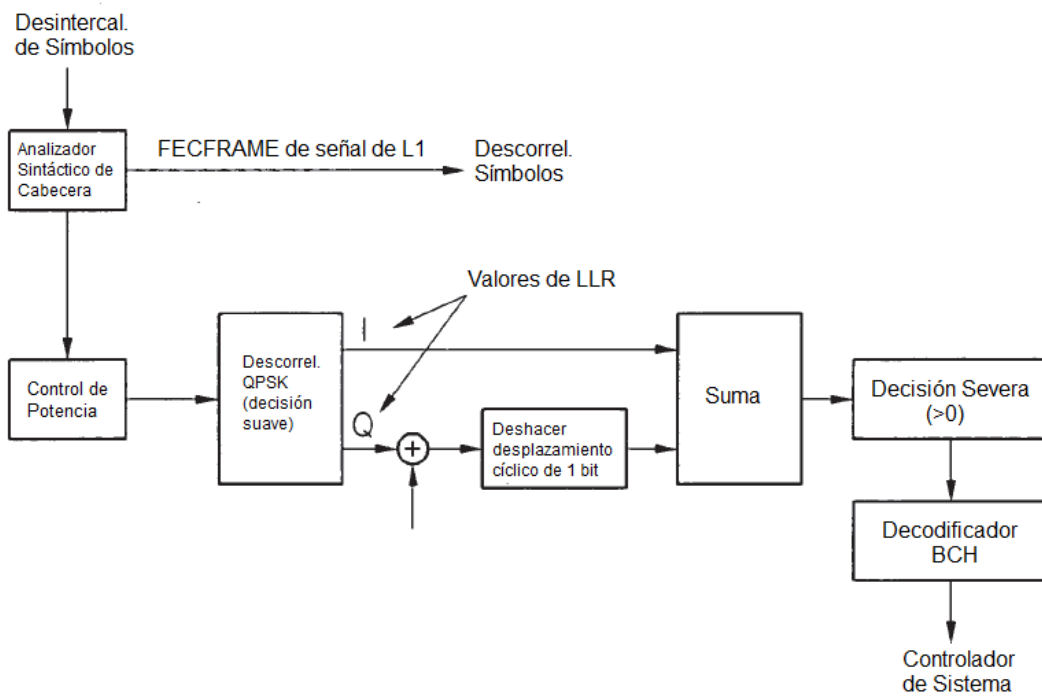 Desintercal.
de Símbolos
Analizador
Sintáctico de
Cabecera
FECFRAME de señal de L1
Descorrel.
Símbolos
Valores de LLR
I
Control de
Potencia
Descorrel.
QPSK
(decisión
suave)
Q
+
Deshacer
desplazamiento
cíclico de 1 bit
Suma
Decisión Severa
(>0)
Decodificador
BCH
Controlador
de Sistema